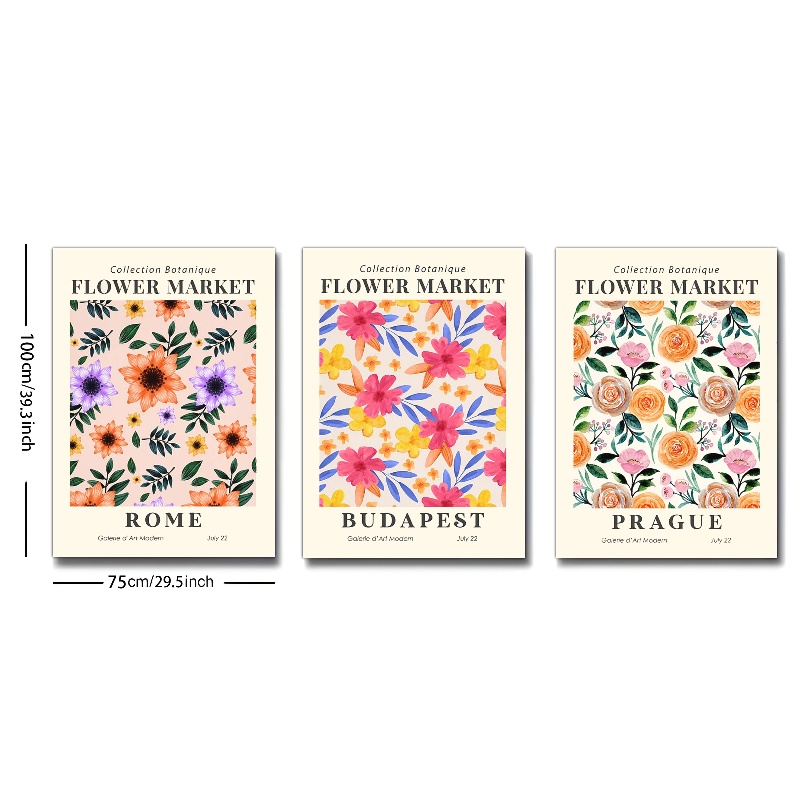 100cm/39.3inch
Collection Botanique
FLOWER MARKET
ROME
Galerie d'Art Modern July 22
75cm/29.5inch
Collection Botanique
FLOWER MARKET
BUDAPEST
Galerie d'Art Modern July 22
Collection Botanique
FLOWER MARKET
PRAGUE
Galerie d'Art Modern July 22